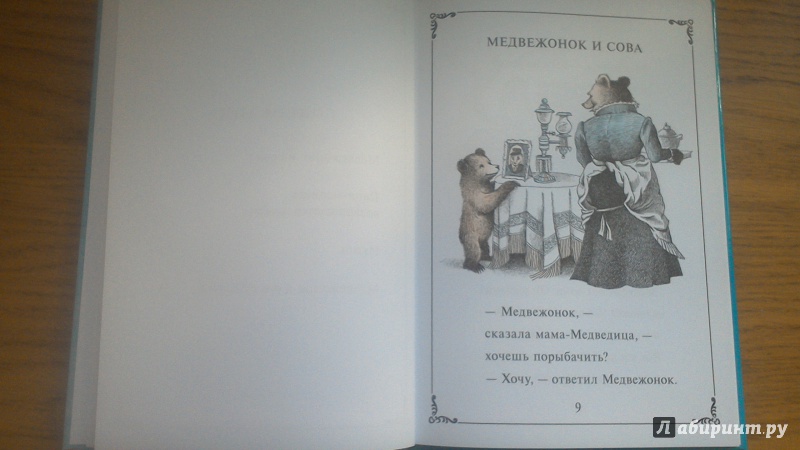 МЕДВЕЖОНОК И СОВА
— Медвежонок, —
сказала мама-Медведица, —
хочешь порыбачить?
— Хочу, — ответил Медвежонок.
9
Лабиринт.ру